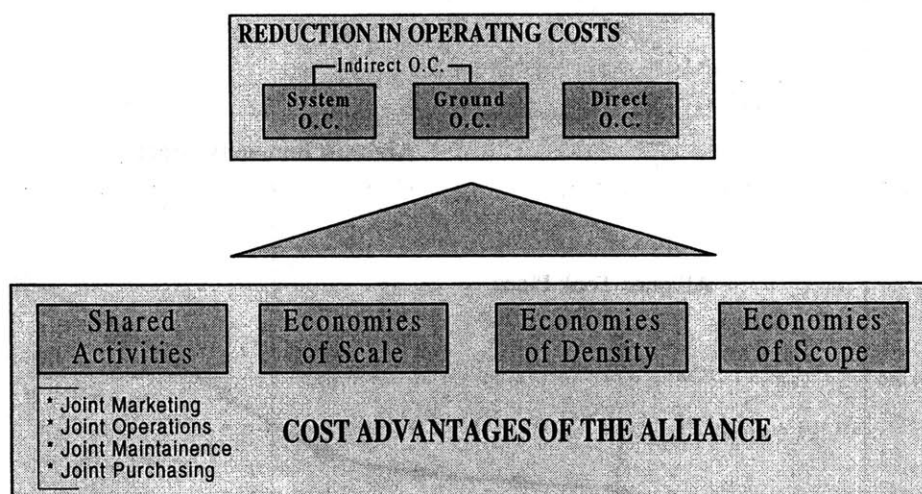 REDUCTION IN OPERATING COSTS
Indirect O.C.
System
O.C.
Ground
O.C.
Direct
O.C.
Shared
Activities
Economies
of Scale
Economies
of Density
Economies
of Scope
* Joint Marketing
* Joint Operations
* Joint Maintainence
* Joint Purchasing
COST ADVANTAGES OF THE ALLIANCE